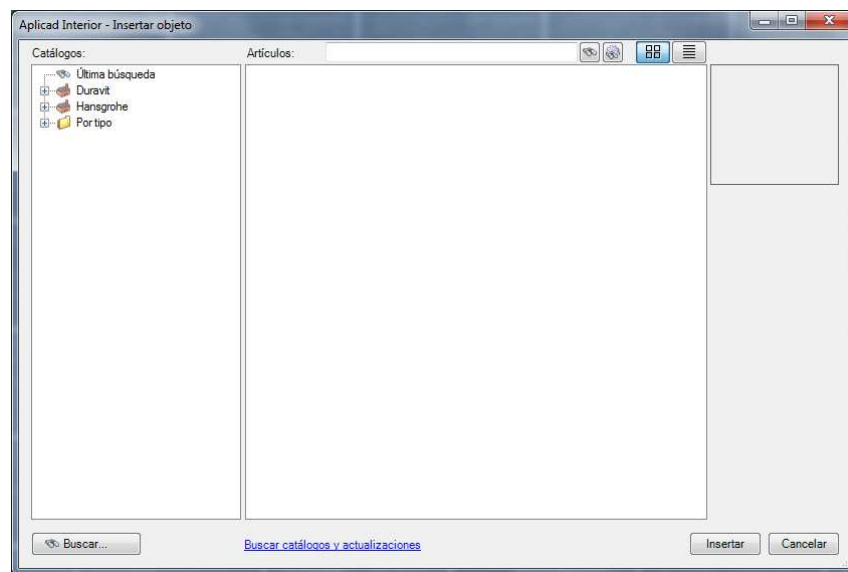 Aplicad Interior - Insertar objeto
Catálogos:
Artículos:
Última búsqueda
Duravit
Hansgrohe
Por tipo
Buscar...
Buscar catálogos y actualizaciones
Insertar
Cancelar